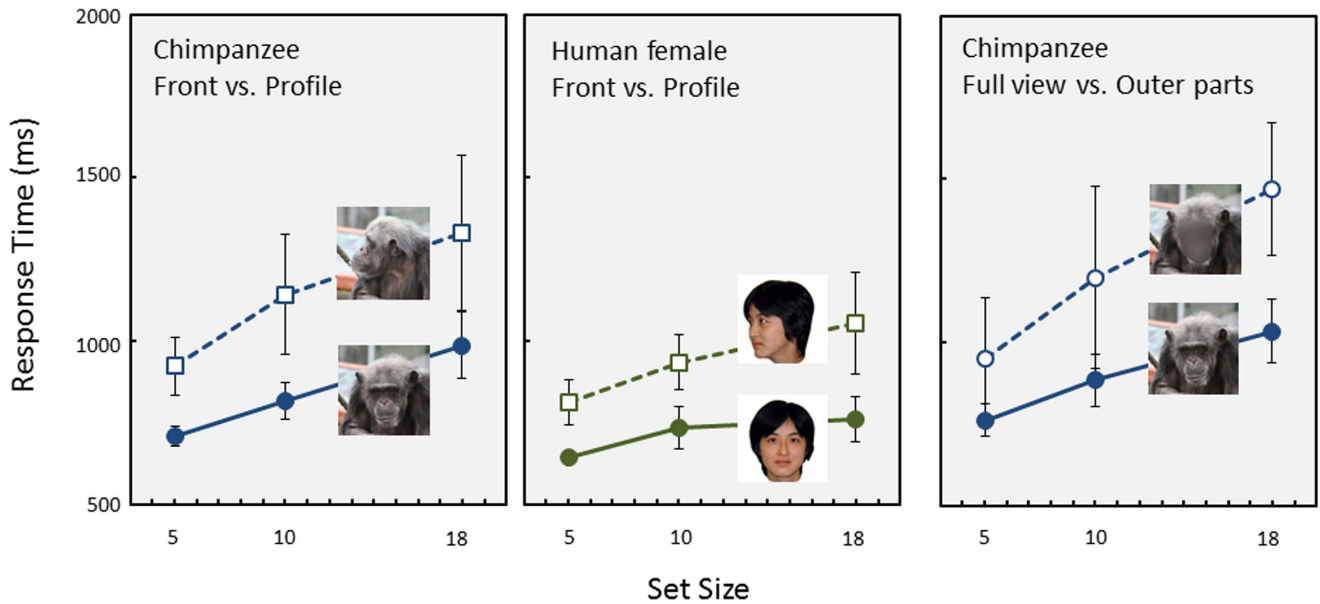 Response Time (ms)
2000
1500
1000
500
Chimpanzee
Front vs. Profile
5 10 18
Human female
Front vs. Profile
5 10 18
Chimpanzee
Full view vs. Outer parts
5 10 18
Set Size